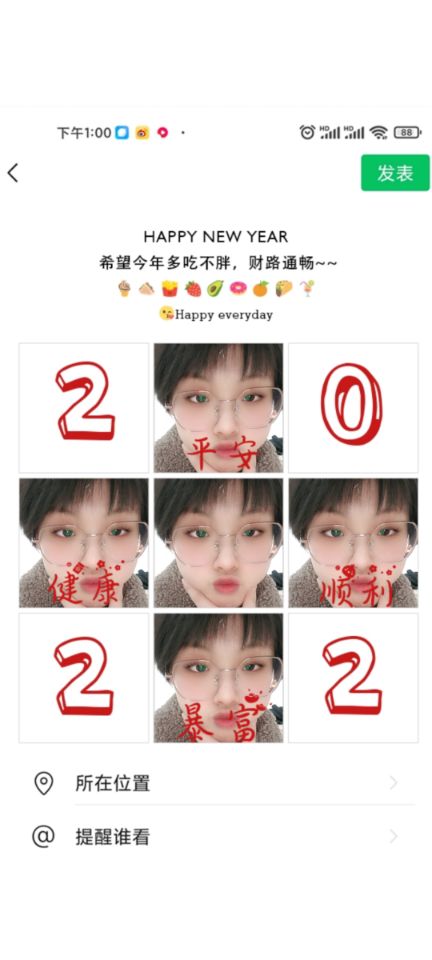 下午1:00
HD HD 88
发表
HAPPY NEW YEAR
希望今年多吃不胖，财路通畅~~
Happy everyday
2 平安 0
健康 顺利
2 暴富 2
所在位置
@ 提醒谁看